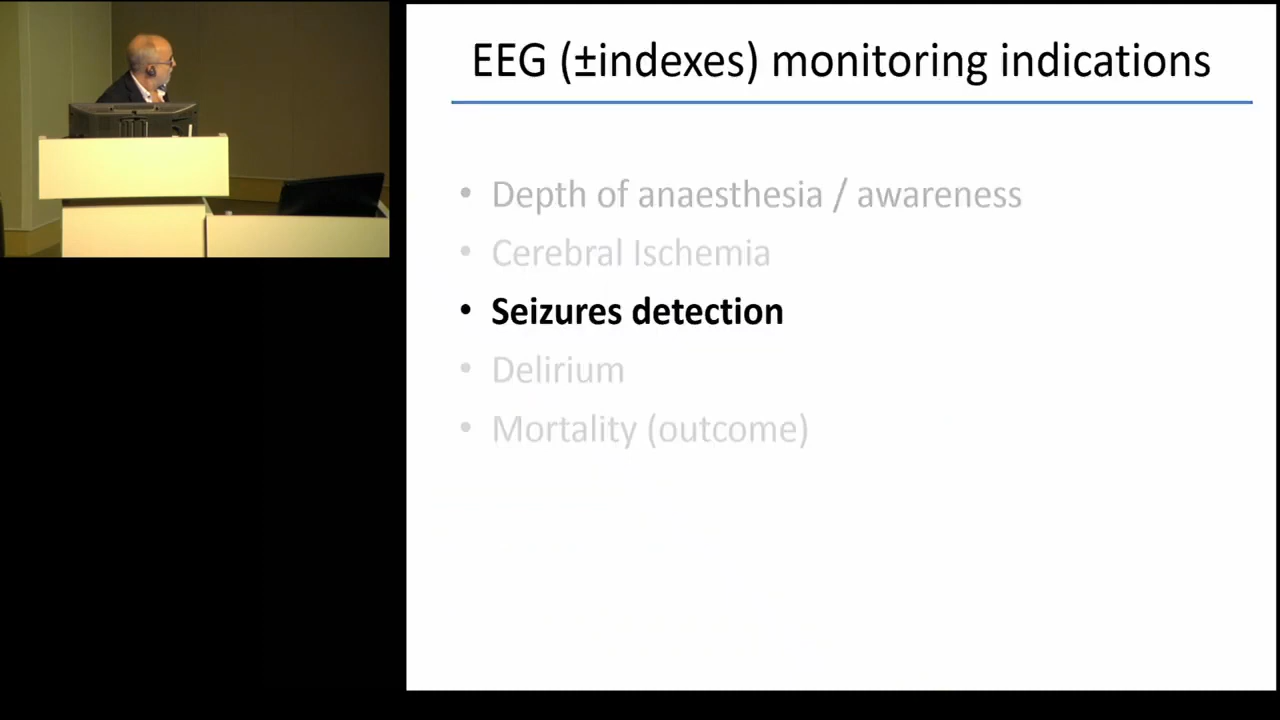 EEG (±indexes) monitoring indications
• Depth of anaesthesia / awareness
• Cerebral Ischemia
• Seizures detection
• Delirium
• Mortality (outcome)